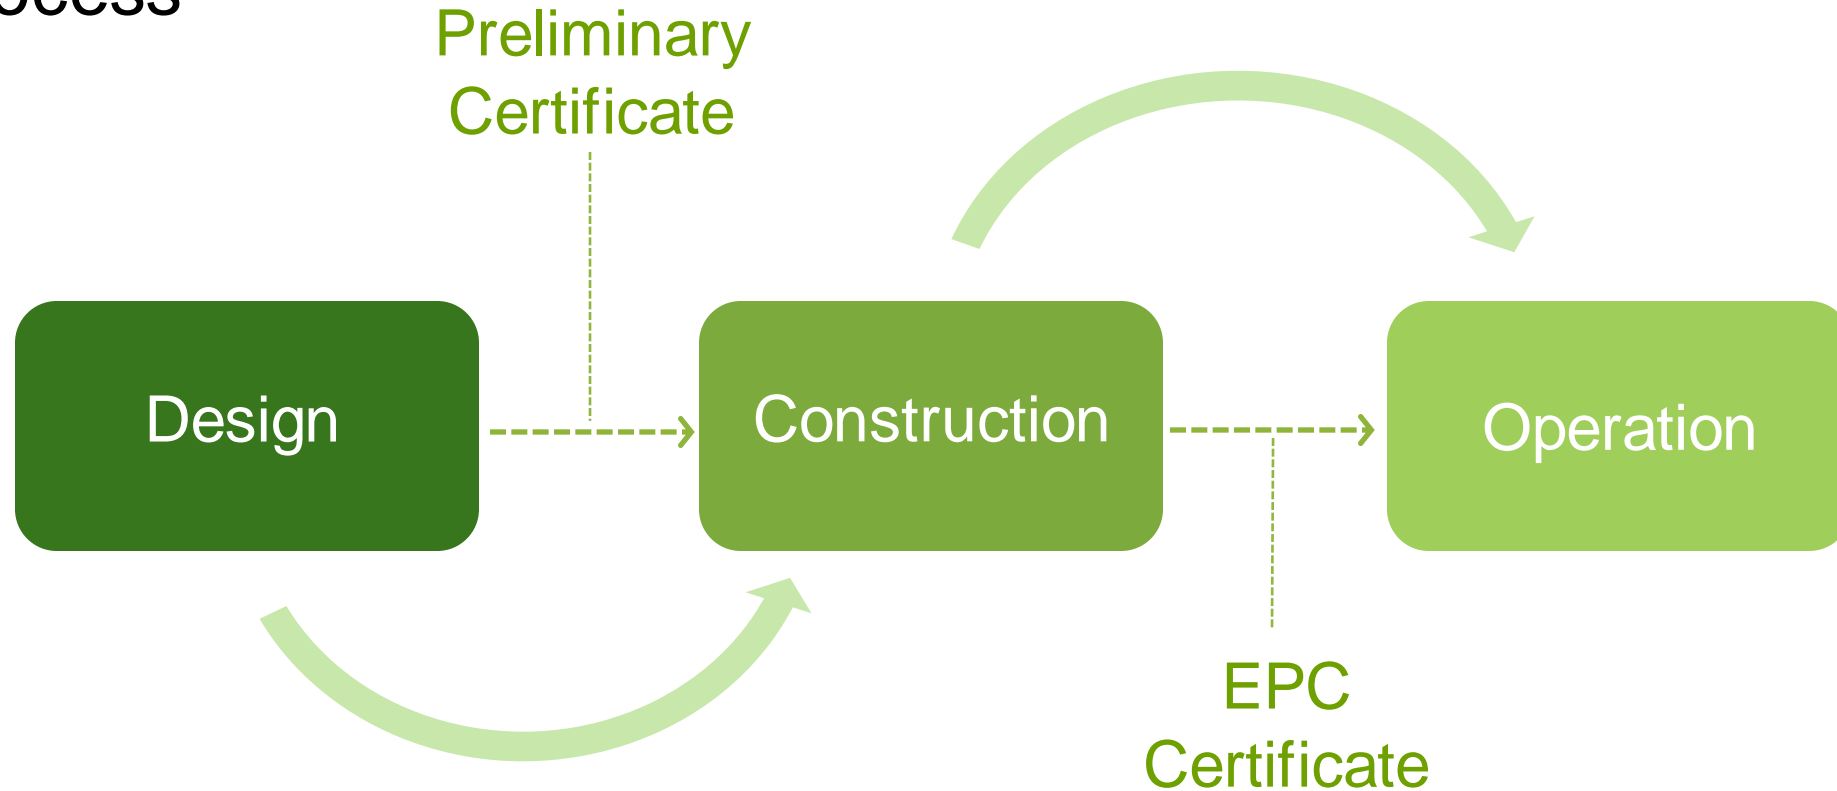 Preliminary
Certificate
Design
Construction
Operation
EPC
Certificate